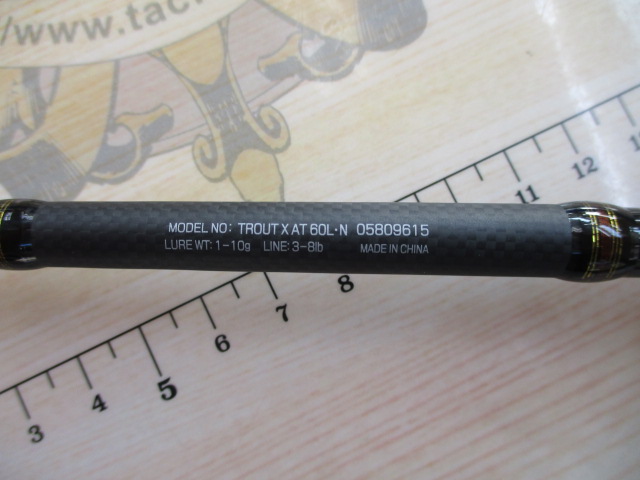 /www.tac
MODEL NO: TROUT X AT 60L·N 05809615
LURE WT: 1-10g LINE: 3-8lb MADE IN CHINA
3 4 5 6 7 8 11 12